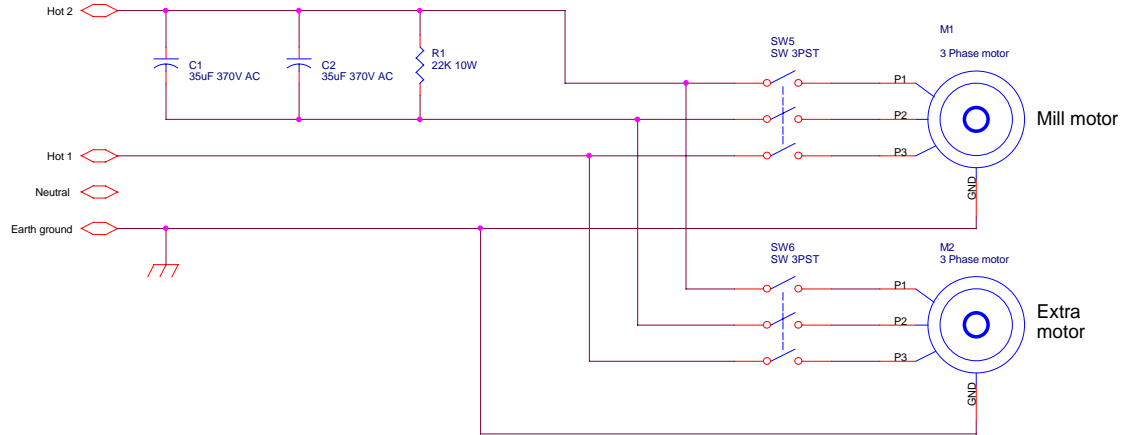 Hot 2
C1
35uF 370V AC
C2
35uF 370V AC
R1
22K 10W
SW5
SW 3PST
M1
3 Phase motor
P1
P2
P3
GND
Mill motor
Hot 1
Neutral
Earth ground
SW6
SW 3PST
M2
3 Phase motor
P1
P2
P3
GND
Extra
motor